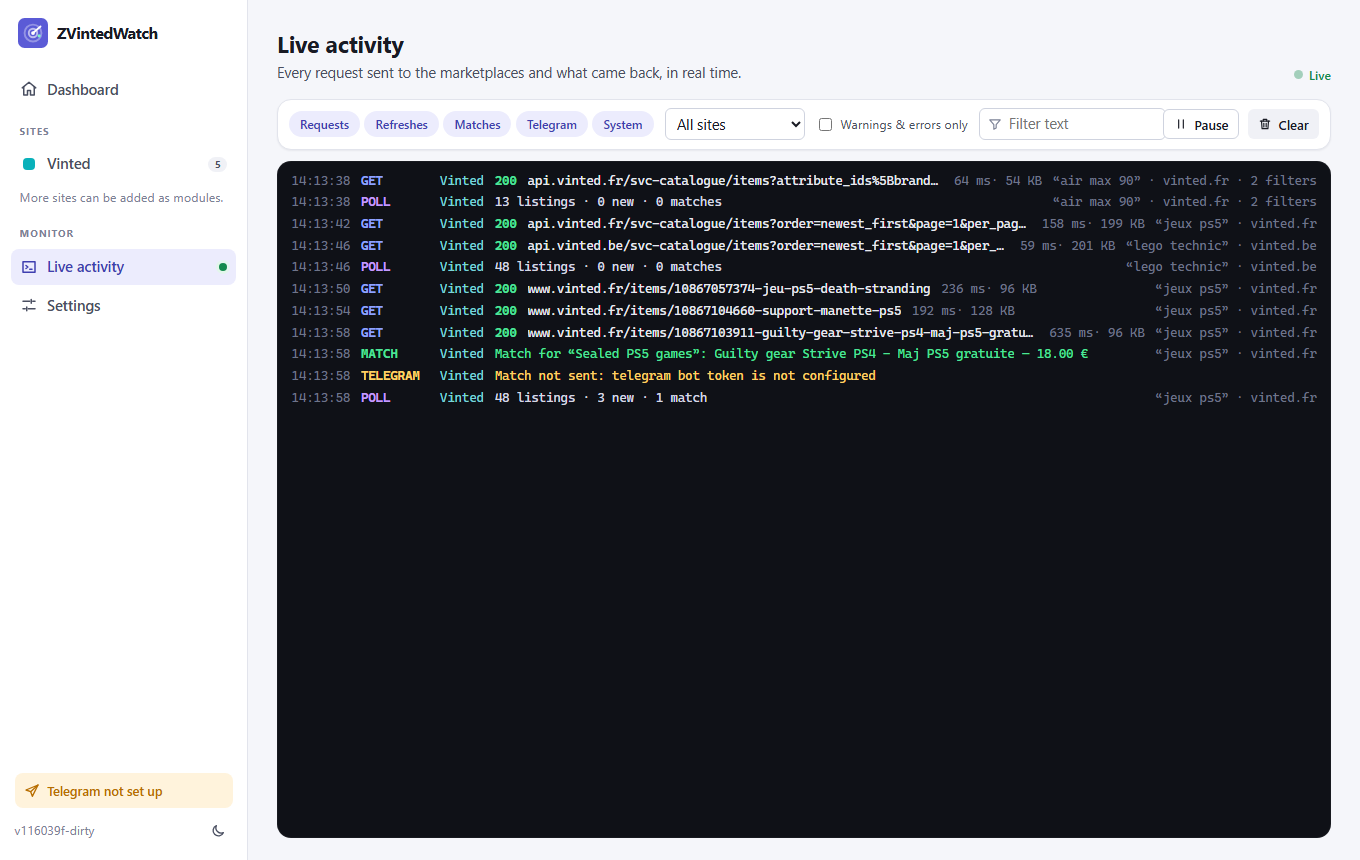 ZVintedWatch
Dashboard
SITES
Vinted 5
More sites can be added as modules.
MONITOR
Live activity
Settings
Telegram not set up
v116039f-dirty
Live activity
Every request sent to the marketplaces and what came back, in real time.
Live
Requests Refreshes Matches Telegram System All sites Warnings & errors only Filter text Pause Clear
14:13:38 GET Vinted 200 api.vinted.fr/svc-catalogue/items?attribute_ids%5Bbrand… 64 ms· 54 KB “air max 90” · vinted.fr · 2 filters
14:13:38 POLL Vinted 13 listings · 0 new · 0 matches “air max 90” · vinted.fr · 2 filters
14:13:42 GET Vinted 200 api.vinted.fr/svc-catalogue/items?order=newest_first&page=1&per_pag… 158 ms· 199 KB “jeux ps5” · vinted.fr
14:13:46 GET Vinted 200 api.vinted.be/svc-catalogue/items?order=newest_first&page=1&per_… 59 ms· 201 KB “lego technic” · vinted.be
14:13:46 POLL Vinted 48 listings · 0 new · 0 matches “lego technic” · vinted.be
14:13:50 GET Vinted 200 www.vinted.fr/items/10867057374-jeu-ps5-death-stranding 236 ms· 96 KB “jeux ps5” · vinted.fr
14:13:54 GET Vinted 200 www.vinted.fr/items/10867104660-support-manette-ps5 192 ms· 128 KB “jeux ps5” · vinted.fr
14:13:58 GET Vinted 200 www.vinted.fr/items/10867103911-guilty-gear-strive-ps4-maj-ps5-gratu… 635 ms· 96 KB “jeux ps5” · vinted.fr
14:13:58 MATCH Vinted Match for “Sealed PS5 games”: Guilty gear Strive PS4 – Maj PS5 gratuite — 18.00 € “jeux ps5” · vinted.fr
14:13:58 TELEGRAM Vinted Match not sent: telegram bot token is not configured
14:13:58 POLL Vinted 48 listings · 3 new · 1 match “jeux ps5” · vinted.fr